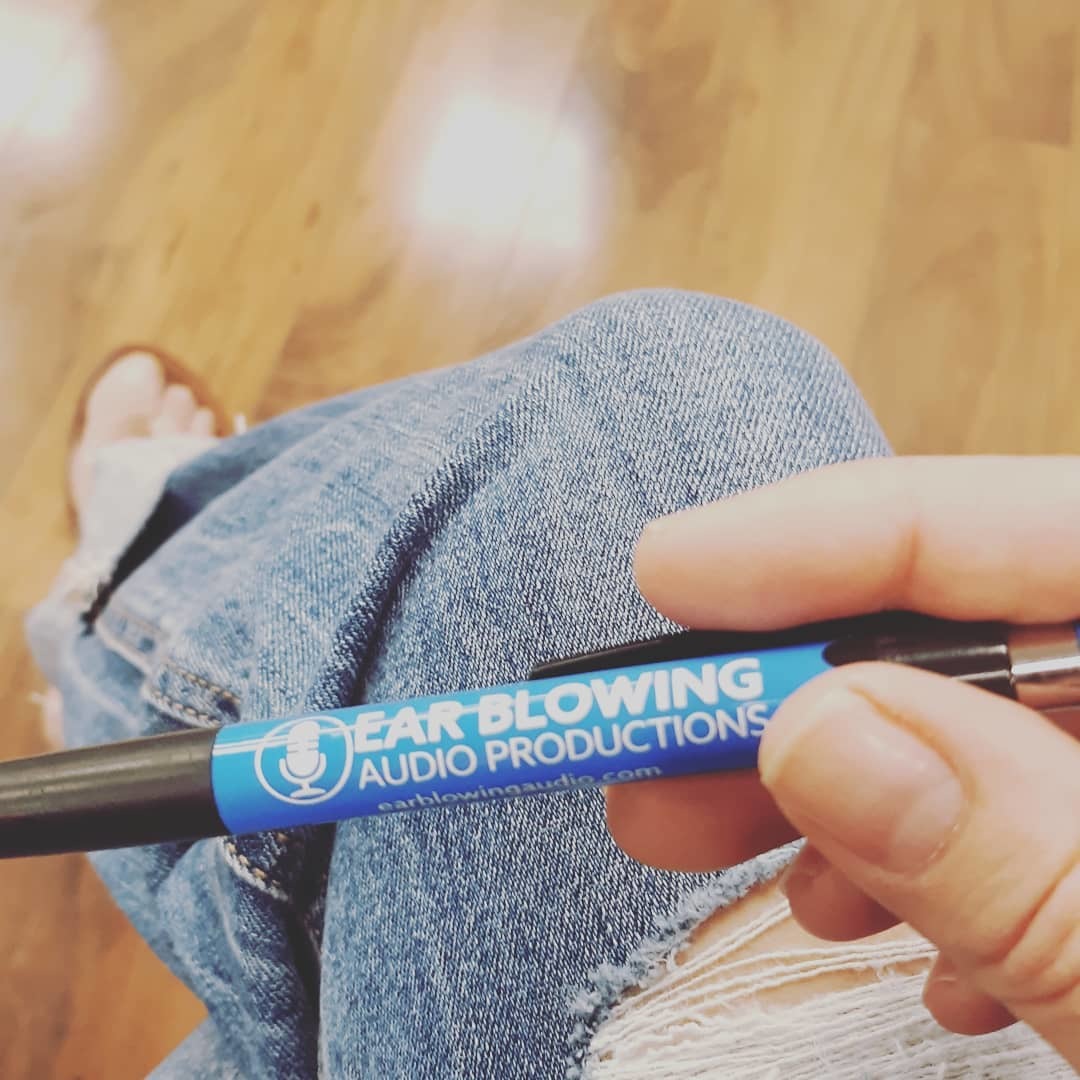 EAR BLOWING
AUDIO PRODUCTIONS
earblowingaudio.com